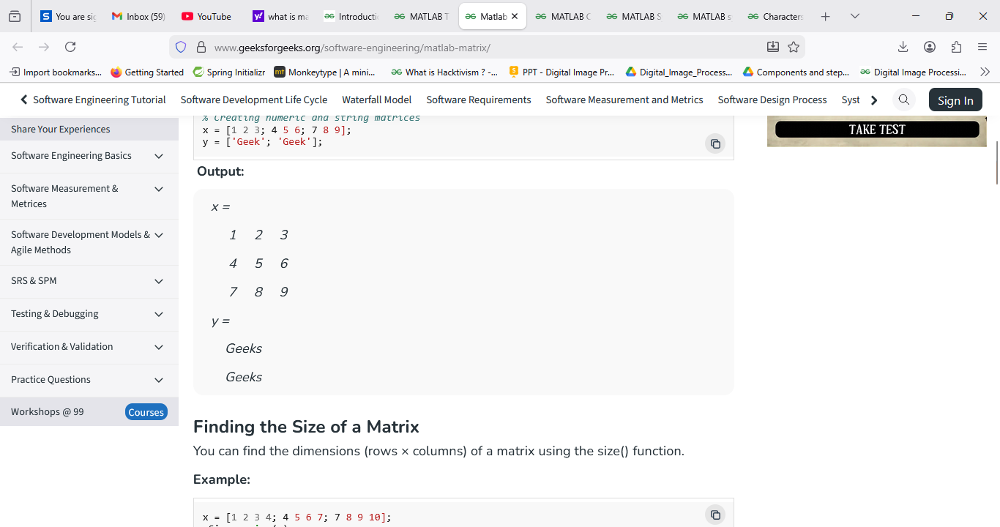 You are sig
Inbox (59)
YouTube
what is ma
Introductio
MATLAB T
Matlab
MATLAB C
MATLAB S
MATLAB s
Characters
www.geeksforgeeks.org/software-engineering/matlab-matrix/
Import bookmarks...
Getting Started
Spring Initializr
Monkeytype | A mini...
What is Hacktivism ? -...
PPT - Digital Image Pr...
Digital_Image_Process...
Components and step...
Digital Image Processi...
Software Engineering Tutorial
Software Development Life Cycle
Waterfall Model
Software Requirements
Software Measurement and Metrics
Software Design Process
Syst
Sign In
Share Your Experiences
Software Engineering Basics
Software Measurement &
Metrices
Software Development Models &
Agile Methods
SRS & SPM
Testing & Debugging
Verification & Validation
Practice Questions
Workshops @ 99
Courses
% Creating numeric and string matrices
x = [1 2 3; 4 5 6; 7 8 9];
y = ['Geek'; 'Geek'];
Output:
x =
1 2 3
4 5 6
7 8 9
y =
Geeks
Geeks
Finding the Size of a Matrix
You can find the dimensions (rows × columns) of a matrix using the size() function.
Example:
x = [1 2 3 4; 4 5 6 7; 7 8 9 10];
TAKE TEST